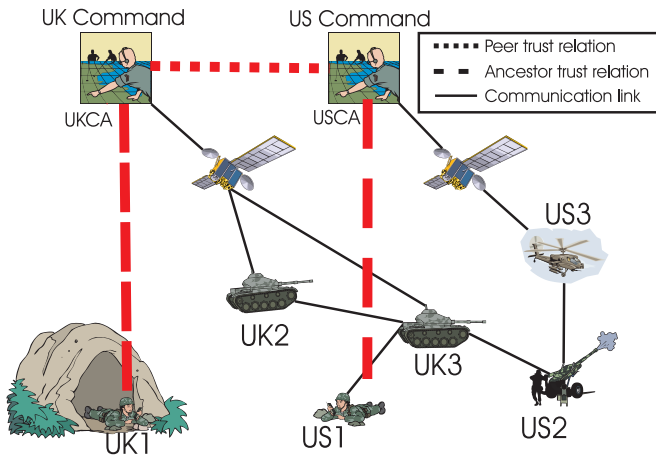 UK Command
US Command
Peer trust relation
Ancestor trust relation
Communication link
UKCA
USCA
US3
UK2
UK3
UK1
US1
US2